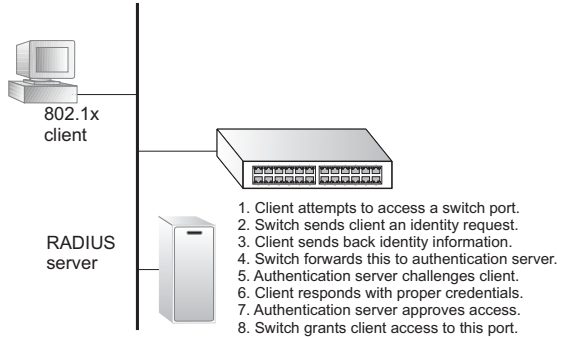 802.1x
client
RADIUS
server
1. Client attempts to access a switch port.
2. Switch sends client an identity request.
3. Client sends back identity information.
4. Switch forwards this to authentication server.
5. Authentication server challenges client.
6. Client responds with proper credentials.
7. Authentication server approves access.
8. Switch grants client access to this port.